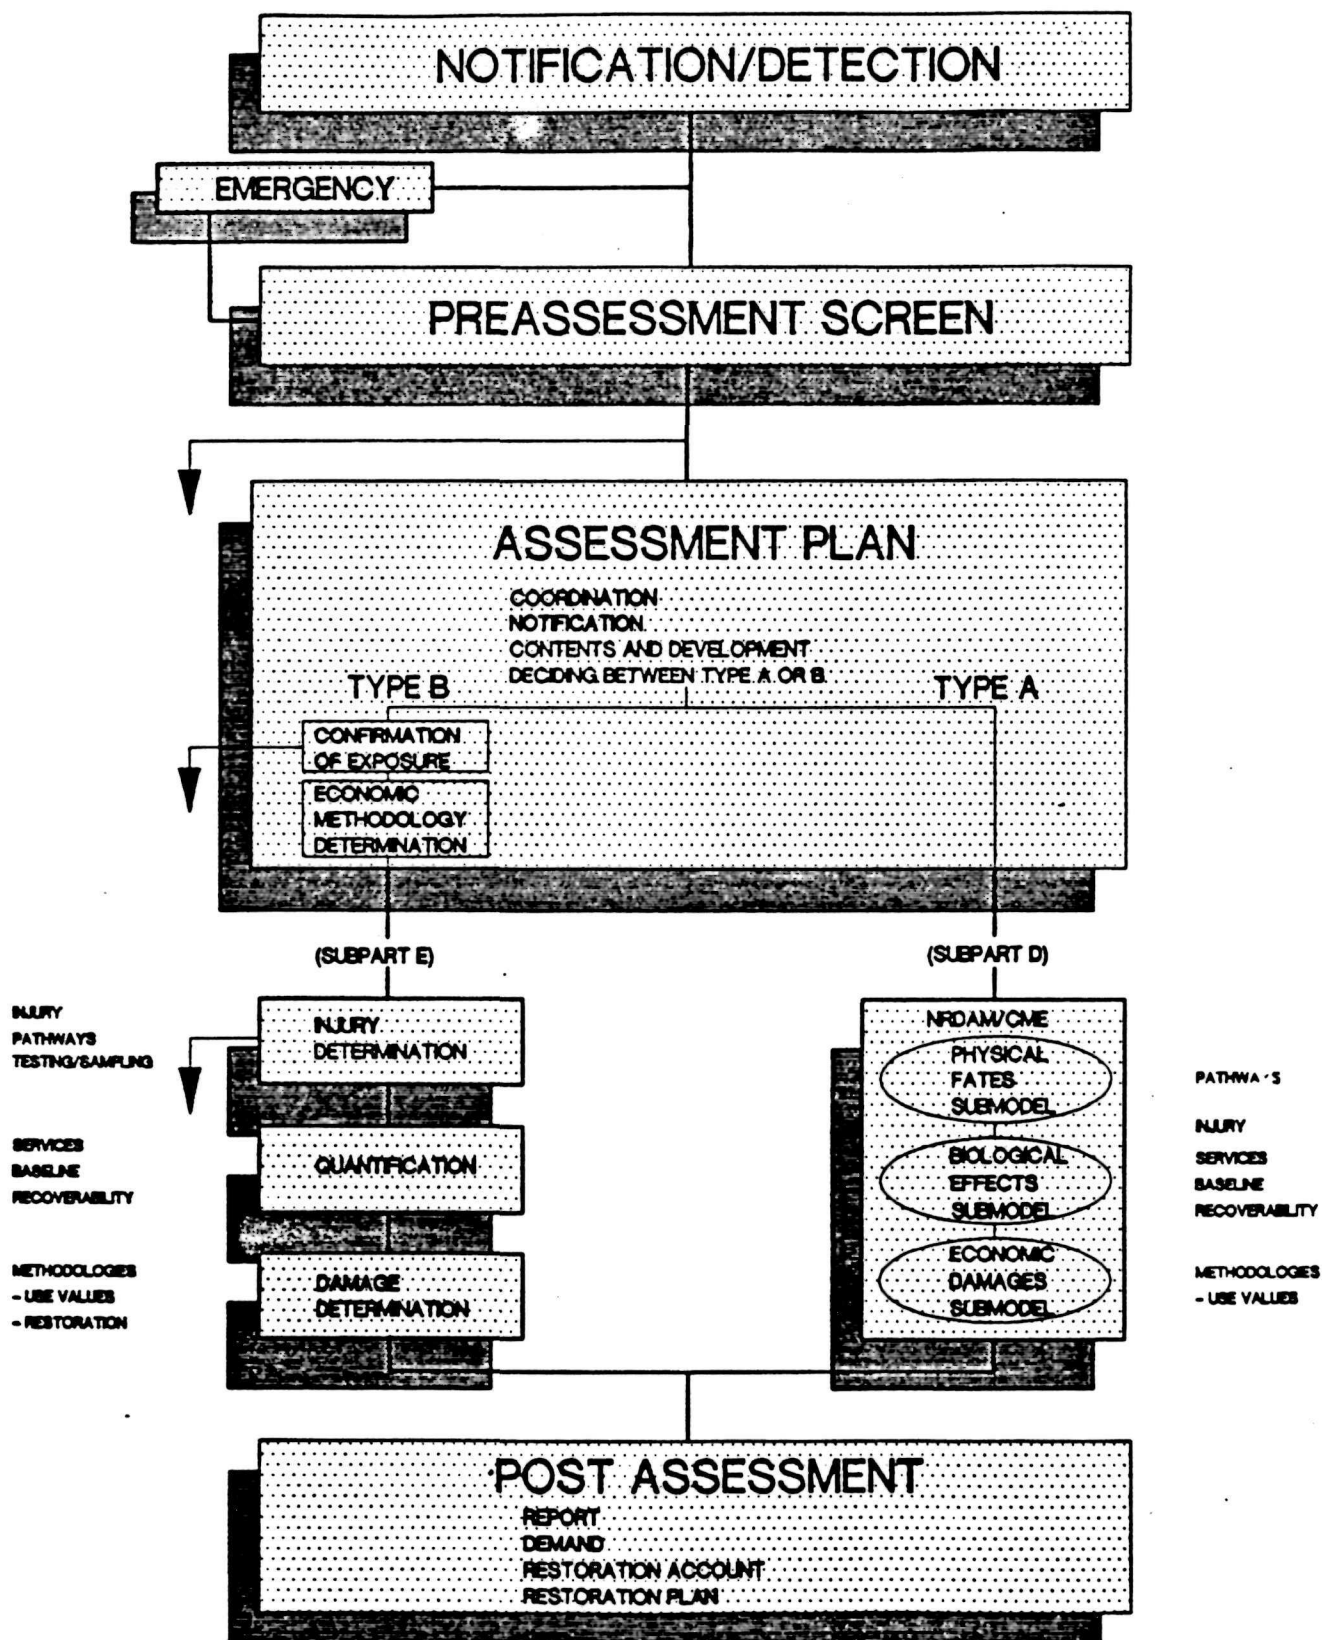 NOTIFICATION/DETECTION
EMERGENCY
PREASSESSMENT SCREEN
ASSESSMENT PLAN
COORDINATION
NOTIFICATION
CONTENTS AND DEVELOPMENT
DECIDING BETWEEN TYPE A OR B
TYPE B
TYPE A
CONFIRMATION
OF EXPOSURE
ECONOMIC
METHODOLOGY
DETERMINATION
(SUBPART E)
(SUBPART D)
INJURY
PATHWAYS
TESTING/SAMPLING
INJURY
DETERMINATION
SERVICES
BASELINE
RECOVERABILITY
QUANTIFICATION
METHODOLOGIES
- USE VALUES
- RESTORATION
DAMAGE
DETERMINATION
NRDAM/CME
PHYSICAL
FATES
SUBMODEL
BIOLOGICAL
EFFECTS
SUBMODEL
ECONOMIC
DAMAGES
SUBMODEL
INJURY
SERVICES
BASELINE
RECOVERABILITY
METHODOLOGIES
- USE VALUES
POST ASSESSMENT
REPORT
DEMAND
RESTORATION ACCOUNT
RESTORATION PLAN